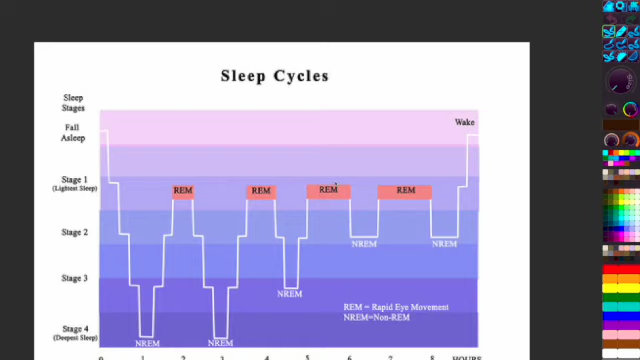 Sleep Cycles
Sleep
Stages
Fall
Asleep
Wake
Stage 1
(Lightest Sleep)
REM
REM
REM
REM
Stage 2
NREM
NREM
Stage 3
NREM
REM = Rapid Eye Movement
NREM=Non-REM
Stage 4
(Deepest Sleep)
NREM
NREM
0 1 2 3 4 5 6 7 8 HOURS